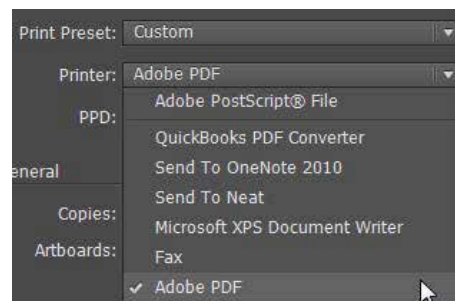 Print Preset: Custom
Printer: Adobe PDF
Adobe PostScript® File
PPD:
QuickBooks PDF Converter
Send To OneNote 2010
eneral
Send To Neat
Copies:
Microsoft XPS Document Writer
Artboards:
Fax
Adobe PDF